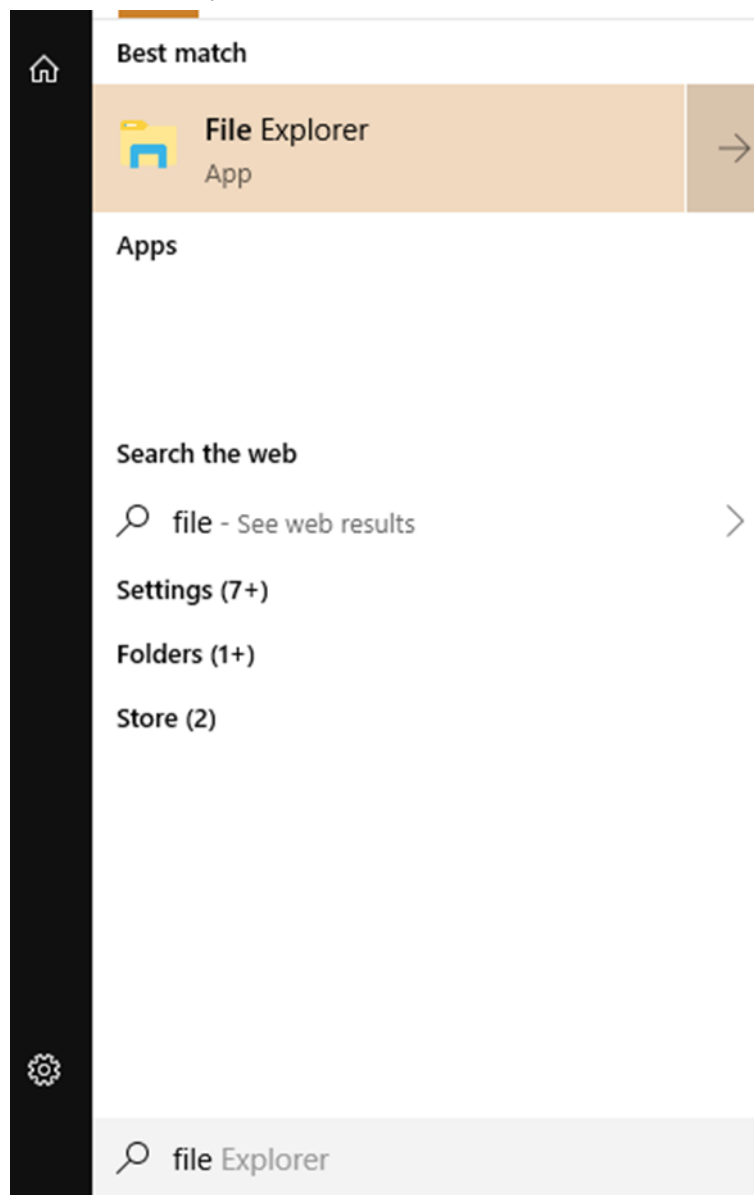 Best match
File Explorer
App
Apps
Search the web
file - See web results
Settings (7+)
Folders (1+)
Store (2)
file Explorer